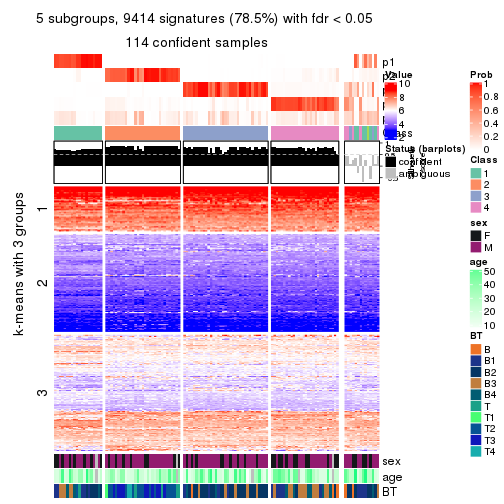 5 subgroups, 9414 signatures (78.5%) with fdr < 0.05
114 confident samples
p1
p2
Value
10
8
6
4
2
Class
Status (barplots)
confident
ambiguous
k-means with 3 groups
1
2
3
sex
age
BT
Prob
1
0.8
0.6
0.4
0.2
0
Class
1
2
3
4
sex
F
M
age
50
40
30
20
10
BT
B
B1
B2
B3
B4
T
T1
T2
T3
T4